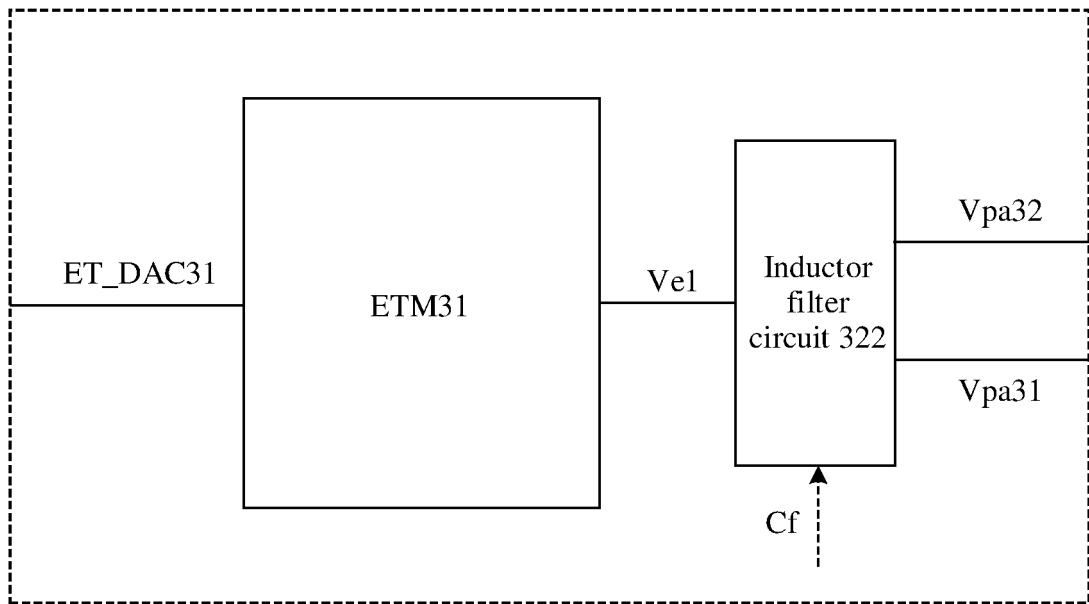 ET_DAC31
ETM31
Ve1
Inductor
filter
circuit 322
Vpa32
Vpa31
Cf